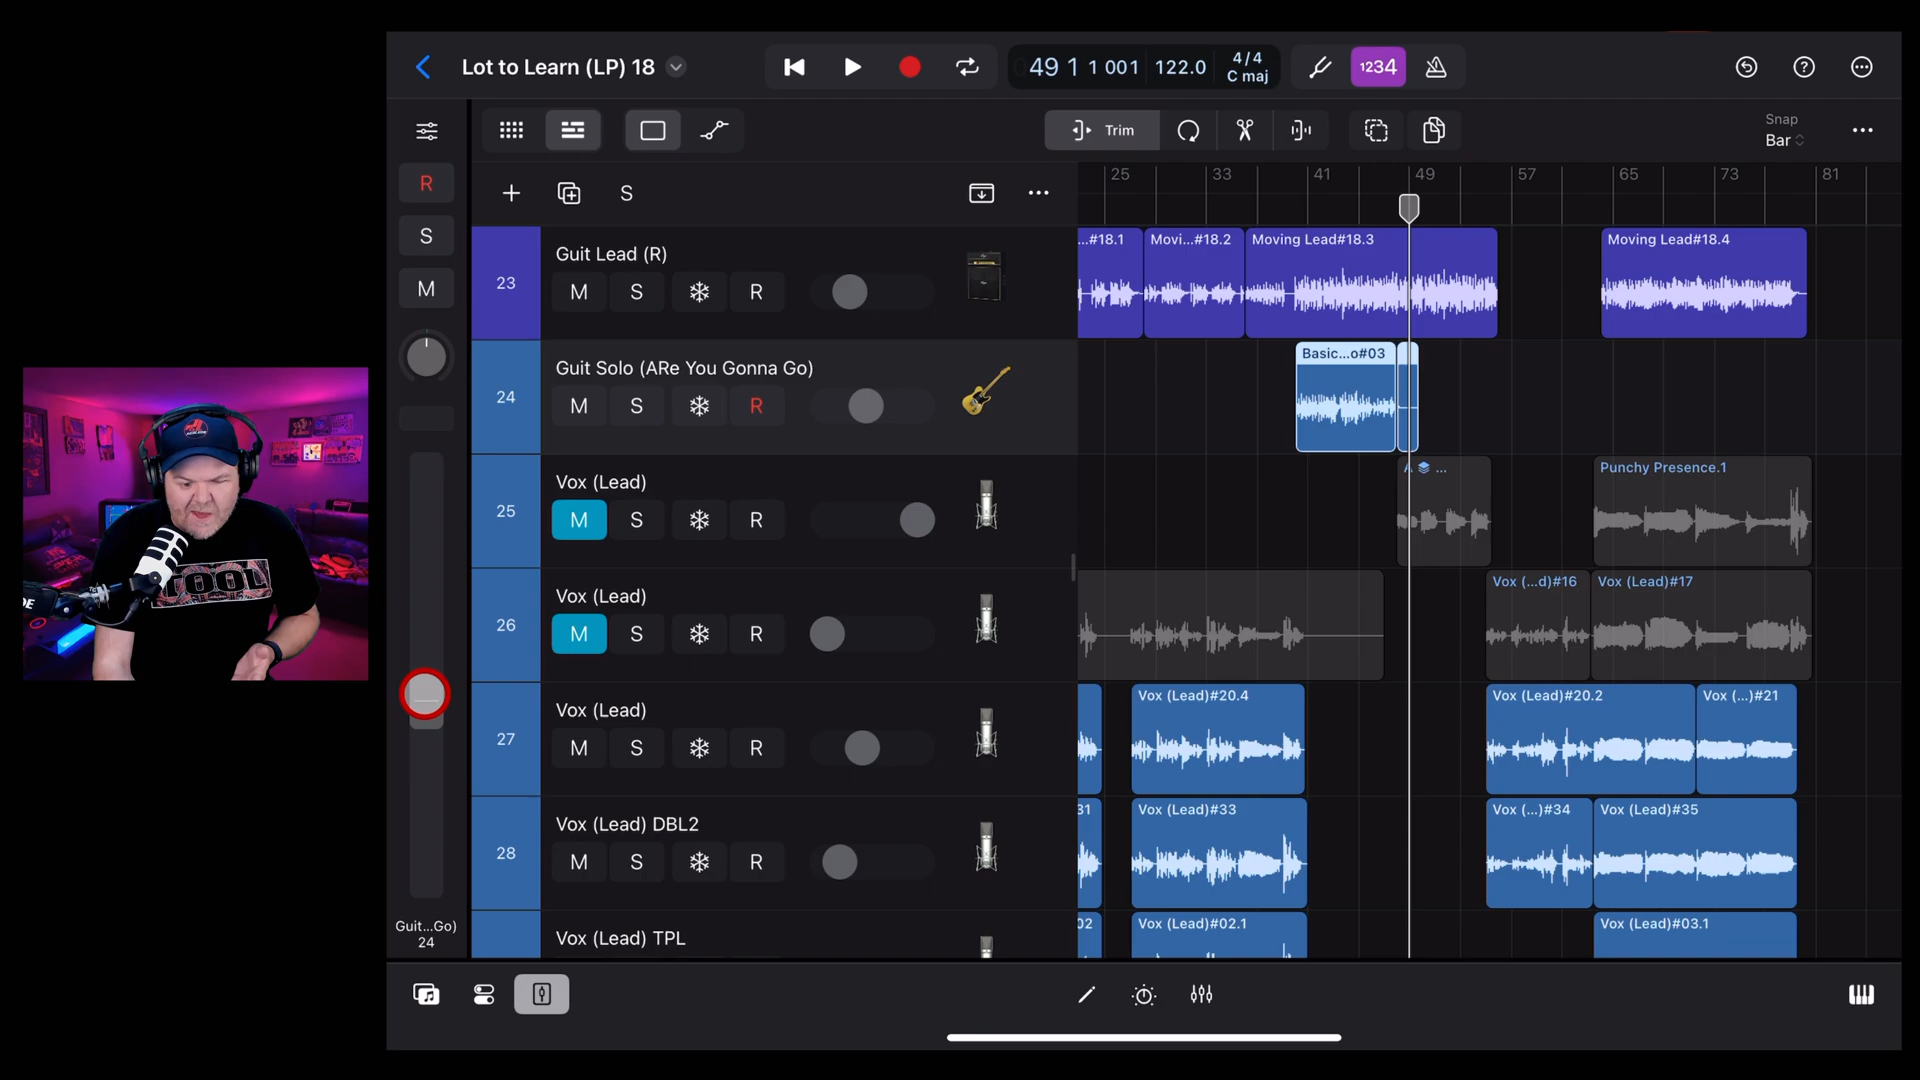 Lot to Learn (LP) 18
49 1 1 001
122.0
4/4
C maj
1234
Trim
Snap
Bar
R
S
M
S
25
33
41
49
57
65
73
81
23
Guit Lead (R)
M
S
R
...#18.1
Movi...#18.2
Moving Lead#18.3
Moving Lead#18.4
24
Guit Solo (ARe You Gonna Go)
M
S
R
Basic...o#03
25
Vox (Lead)
M
S
R
A ...
Punchy Presence.1
26
Vox (Lead)
M
S
R
Vox (...d)#16
Vox (Lead)#17
27
Vox (Lead)
M
S
R
Vox (Lead)#20.4
Vox (Lead)#20.2
Vox (...)#21
28
Vox (Lead) DBL2
M
S
R
31
Vox (Lead)#33
Vox (...)#34
Vox (Lead)#35
Vox (Lead) TPL
02
Vox (Lead)#02.1
Vox (Lead)#03.1
Guit...Go)
24
TOOL
DE